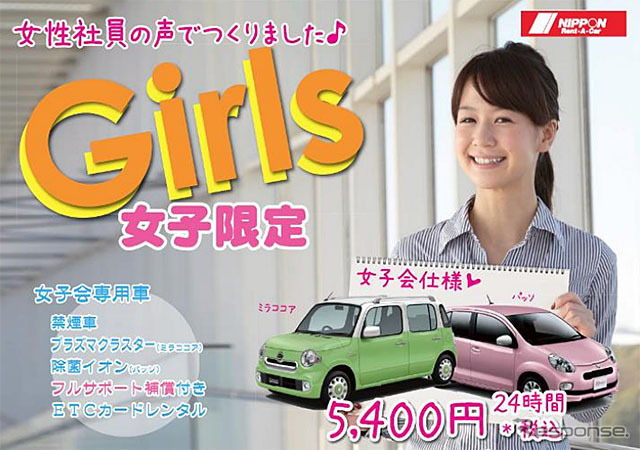 女性社員の声でつくりました♪
NIPPON
Rent-A-Car
Girls
女子限定
女子会仕様♥
ミラココア
パッソ
女子会専用車
禁煙車
プラズマクラスター(ミラココア)
除菌イオン(パッソ)
フルサポート補償付き
ETCカードレンタル
5,400円 24時間
*税込
Response.